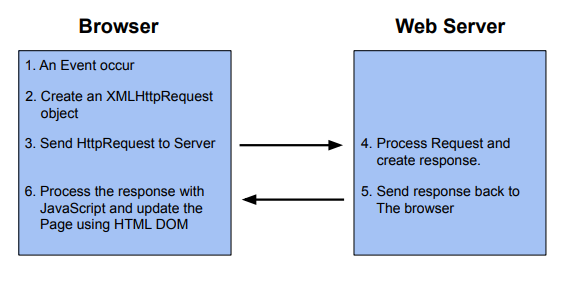 Browser
Web Server
1. An Event occur
2. Create an XMLHttpRequest
object
3. Send HttpRequest to Server
4. Process Request and
create response.
6. Process the response with
JavaScript and update the
Page using HTML DOM
5. Send response back to
The browser